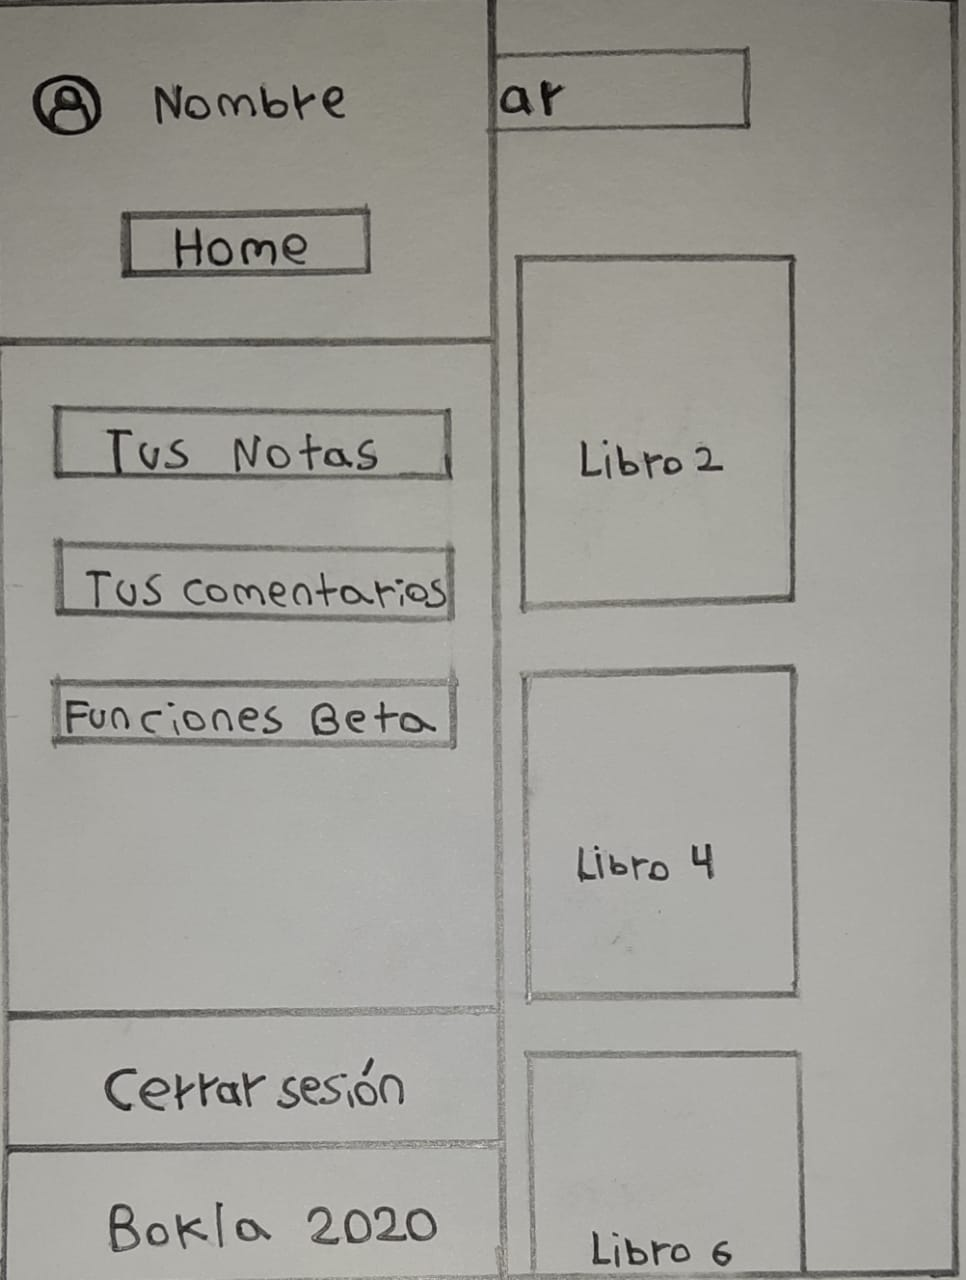 Nombre
ar
Home
Tus Notas
Libro 2
Tus comentarios
Funciones Beta
Libro 4
Cerrar sesión
Bokla 2020
Libro 6